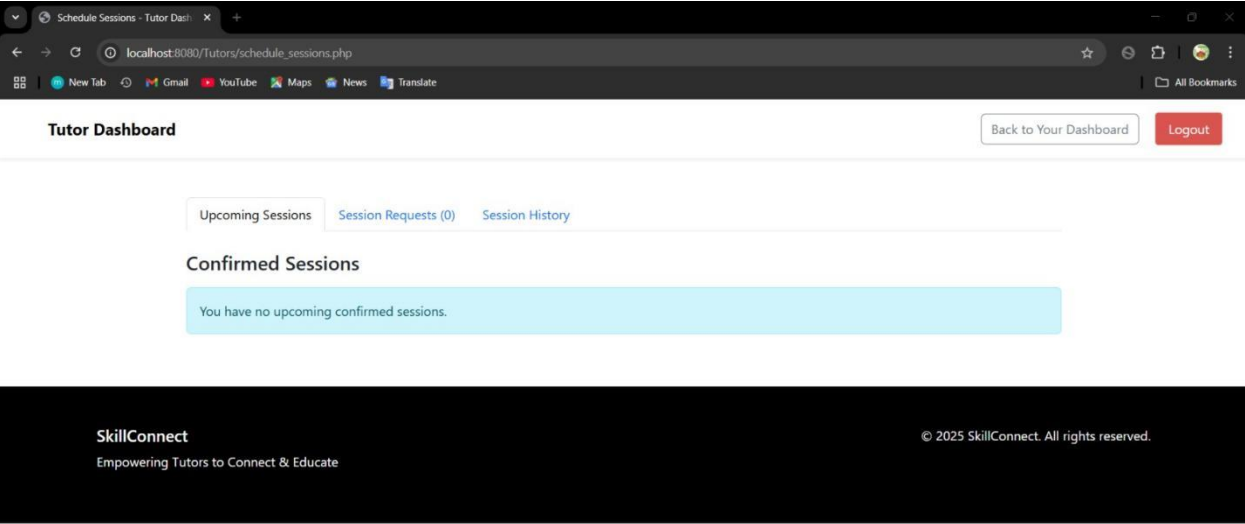 Schedule Sessions - Tutor Dash
localhost:8080/Tutors/schedule_sessions.php
New Tab Gmail YouTube Maps News Translate All Bookmarks
Tutor Dashboard Back to Your Dashboard Logout
Upcoming Sessions Session Requests (0) Session History
Confirmed Sessions
You have no upcoming confirmed sessions.
SkillConnect © 2025 SkillConnect. All rights reserved.
Empowering Tutors to Connect & Educate